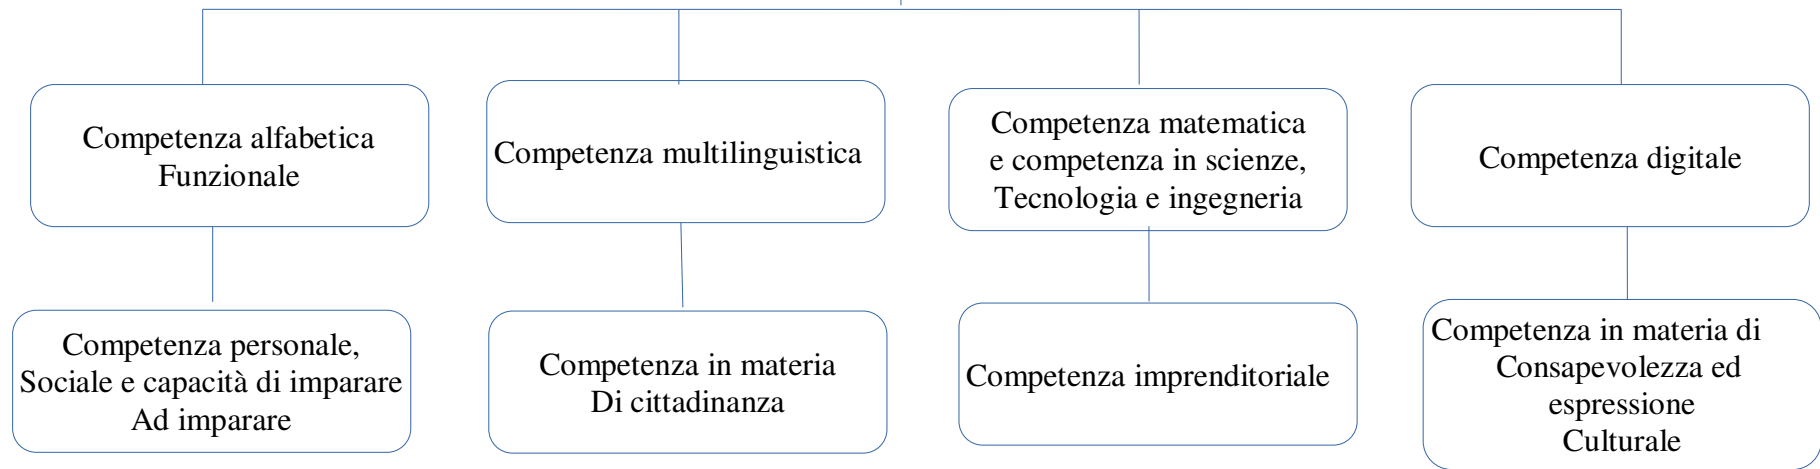 Competenza alfabetica
Funzionale
Competenza multilinguistica
Competenza matematica
e competenza in scienze,
Tecnologia e ingegneria
Competenza digitale
Competenza personale,
Sociale e capacità di imparare
Ad imparare
Competenza in materia
Di cittadinanza
Competenza imprenditoriale
Competenza in materia di
Consapevolezza ed
espressione
Culturale